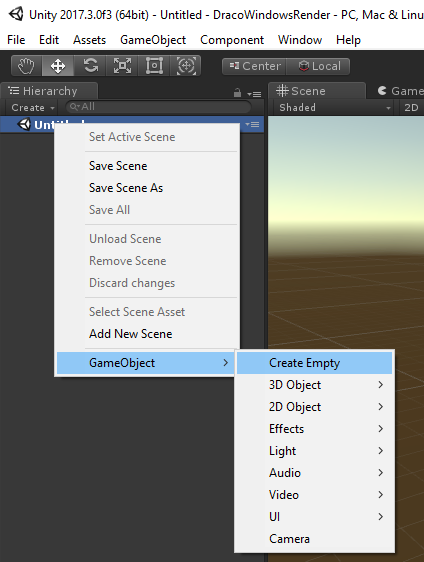 Unity 2017.3.0f3 (64bit) - Untitled - DracoWindowsRender - PC, Mac & Linu
File Edit Assets GameObject Component Window Help
Center Local
Hierarchy
Scene Game
Create All
Shaded 2D
Set Active Scene
Save Scene
Save Scene As
Save All
Unload Scene
Remove Scene
Discard changes
Select Scene Asset
Add New Scene
GameObject
Create Empty
3D Object
2D Object
Effects
Light
Audio
Video
UI
Camera